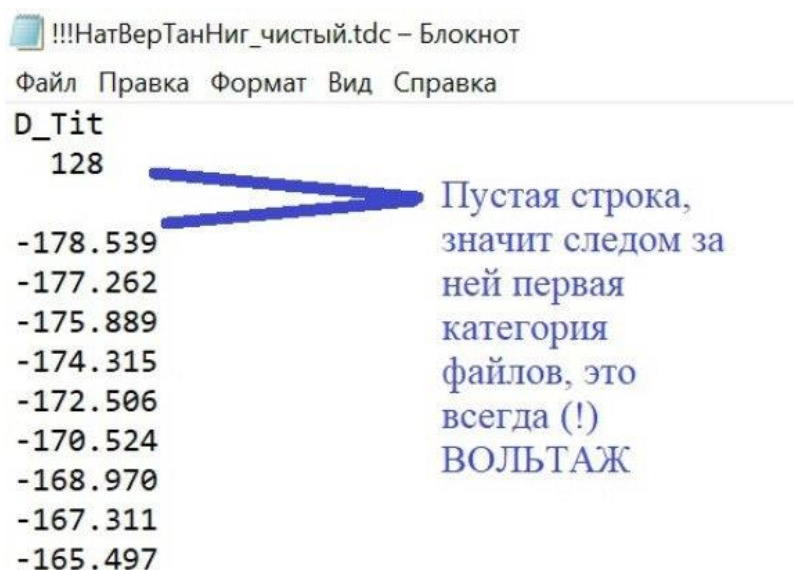 !!!НатВерТанНиг_чистый.tdc – Блокнот
Файл Правка Формат Вид Справка
D_Tit
128
-178.539
-177.262
-175.889
-174.315
-172.506
-170.524
-168.970
-167.311
-165.497
Пустая строка,
значит следом за
ней первая
категория
файлов, это
всегда (!)
ВОЛЬТАЖ